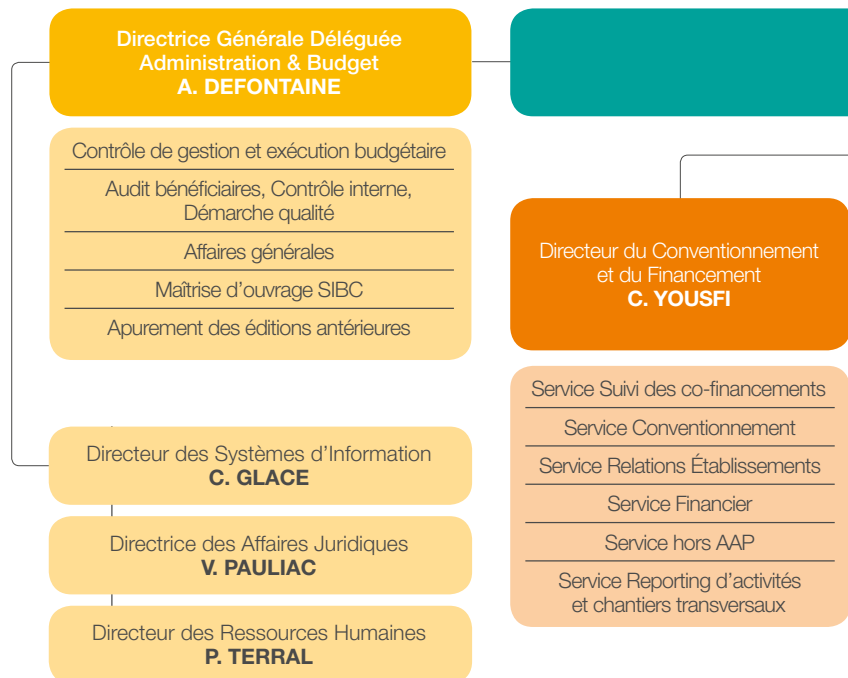 Directrice Générale Déléguée
Administration & Budget
A. DEFONTAINE
Contrôle de gestion et exécution budgétaire
Audit bénéficiaires, Contrôle interne,
Démarche qualité
Affaires générales
Maîtrise d'ouvrage SIBC
Apurement des éditions antérieures
Directeur des Systèmes d'Information
C. GLACE
Directrice des Affaires Juridiques
V. PAULIAC
Directeur des Ressources Humaines
P. TERRAL
Directeur du Conventionnement
et du Financement
C. YOUSFI
Service Suivi des co-financements
Service Conventionnement
Service Relations Établissements
Service Financier
Service hors AAP
Service Reporting d'activités
et chantiers transversaux